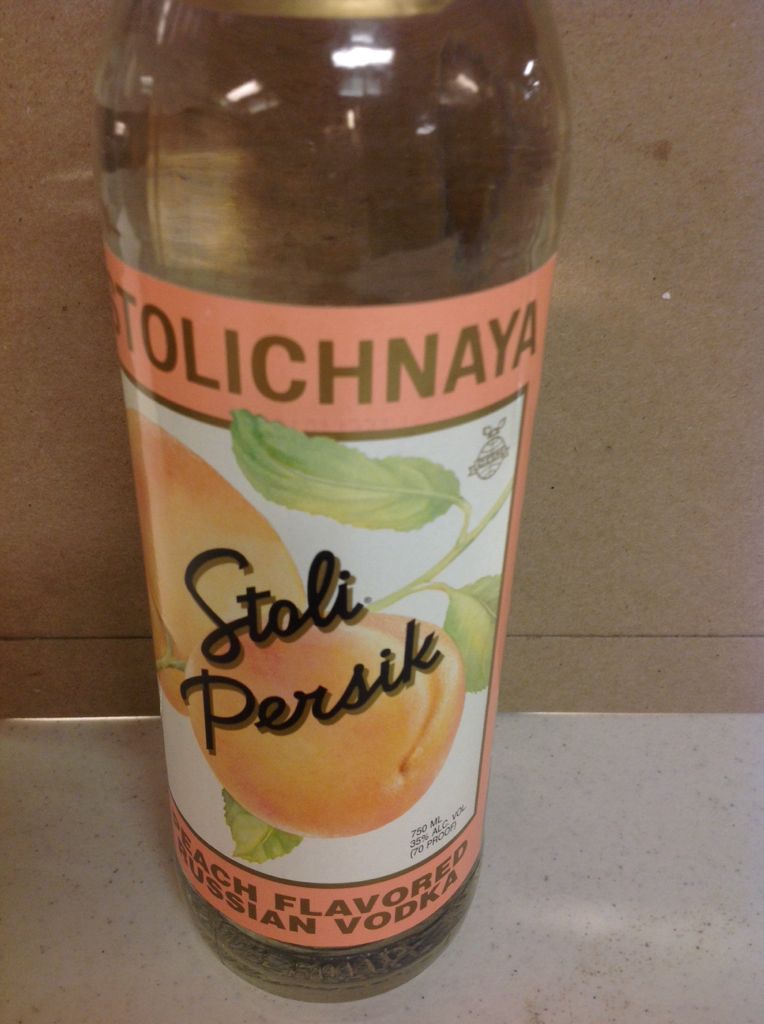 STOLICHNAYA
Stoli®
Persik
750 ML
35% ALC. VOL
(70 PROOF)
PEACH FLAVORED
RUSSIAN VODKA